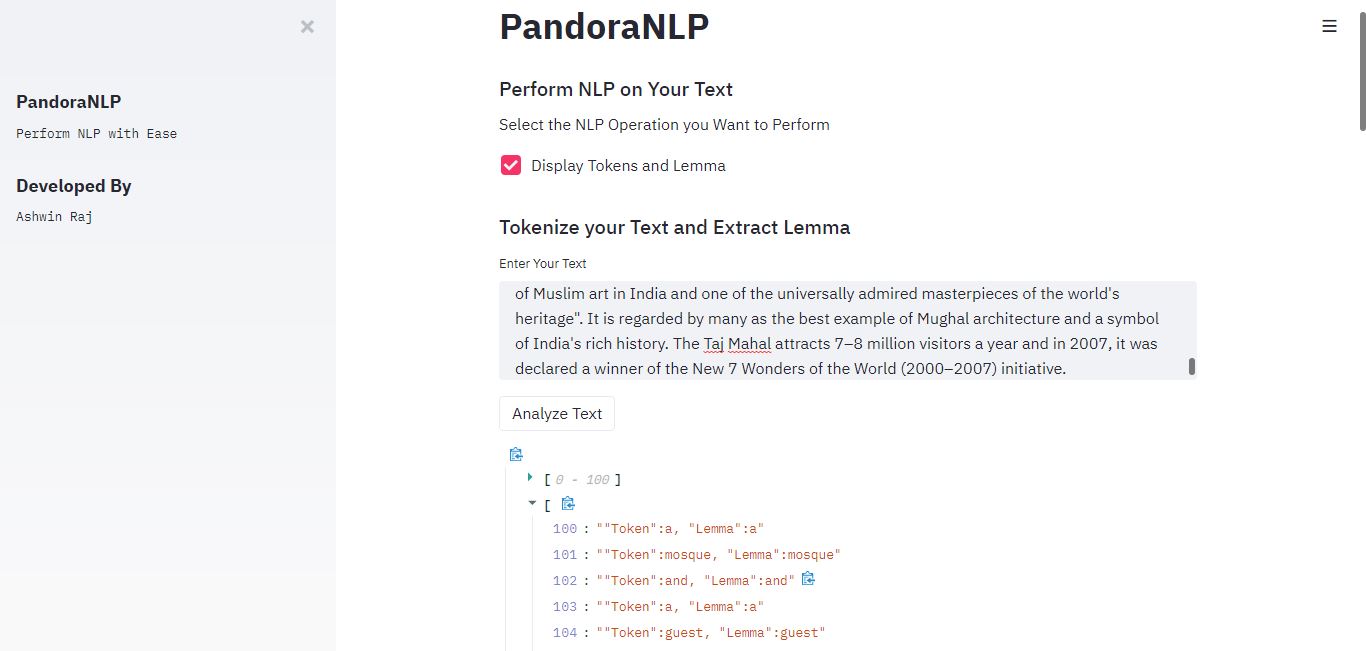 PandoraNLP
Perform NLP with Ease
Developed By
Ashwin Raj
PandoraNLP
Perform NLP on Your Text
Select the NLP Operation you Want to Perform
Display Tokens and Lemma
Tokenize your Text and Extract Lemma
Enter Your Text
of Muslim art in India and one of the universally admired masterpieces of the world's
heritage". It is regarded by many as the best example of Mughal architecture and a symbol
of India's rich history. The Taj Mahal attracts 7–8 million visitors a year and in 2007, it was
declared a winner of the New 7 Wonders of the World (2000–2007) initiative.
Analyze Text
[ 0 - 100 ]
[
100 : ""Token":a, "Lemma":a"
101 : ""Token":mosque, "Lemma":mosque"
102 : ""Token":and, "Lemma":and"
103 : ""Token":a, "Lemma":a"
104 : ""Token":guest, "Lemma":guest"